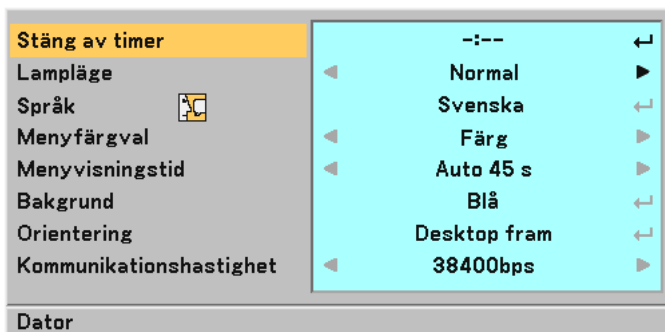 Stäng av timer -:--
Lampläge Normal
Språk Svenska
Menyfärgval Färg
Menyvisningstid Auto 45 s
Bakgrund Blå
Orientering Desktop fram
Kommunikationshastighet 38400bps
Dator